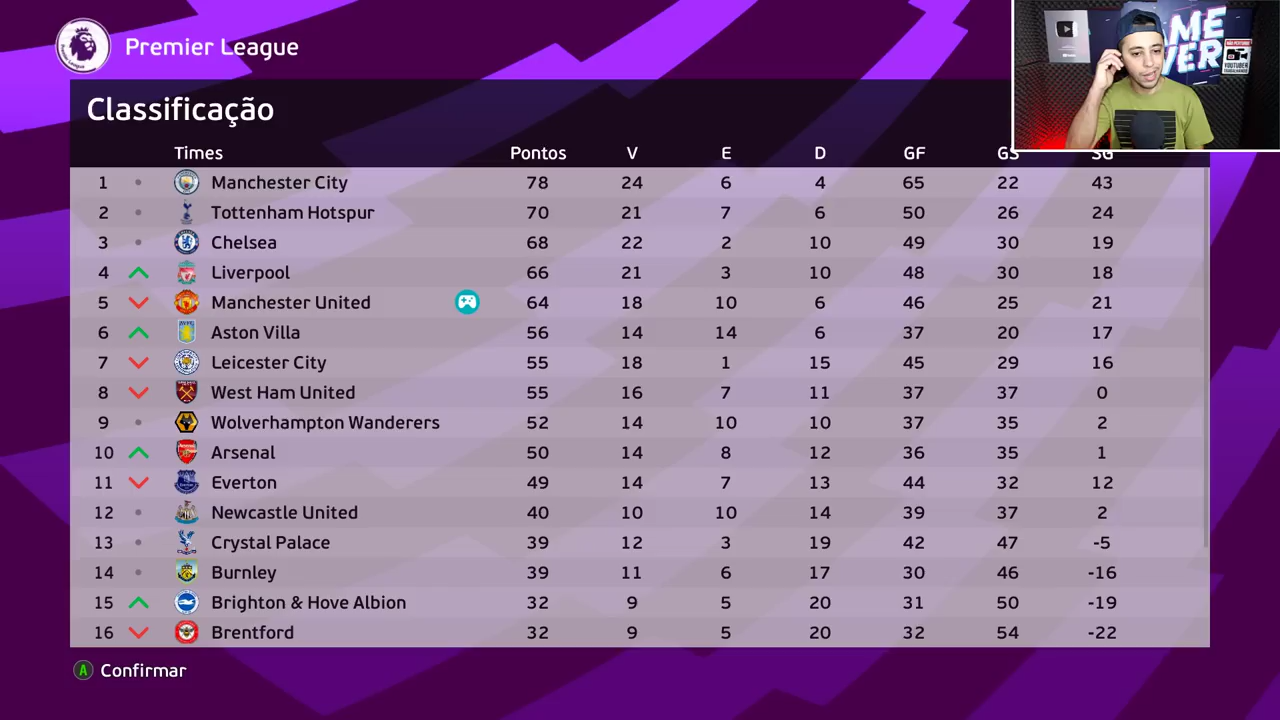 Premier League
Classificação
Times Pontos V E D GF GS SG
1 Manchester City 78 24 6 4 65 22 43
2 Tottenham Hotspur 70 21 7 6 50 26 24
3 Chelsea 68 22 2 10 49 30 19
4 Liverpool 66 21 3 10 48 30 18
5 Manchester United 64 18 10 6 46 25 21
6 Aston Villa 56 14 14 6 37 20 17
7 Leicester City 55 18 1 15 45 29 16
8 West Ham United 55 16 7 11 37 37 0
9 Wolverhampton Wanderers 52 14 10 10 37 35 2
10 Arsenal 50 14 8 12 36 35 1
11 Everton 49 14 7 13 44 32 12
12 Newcastle United 40 10 10 14 39 37 2
13 Crystal Palace 39 12 3 19 42 47 -5
14 Burnley 39 11 6 17 30 46 -16
15 Brighton & Hove Albion 32 9 5 20 31 50 -19
16 Brentford 32 9 5 20 32 54 -22
A Confirmar